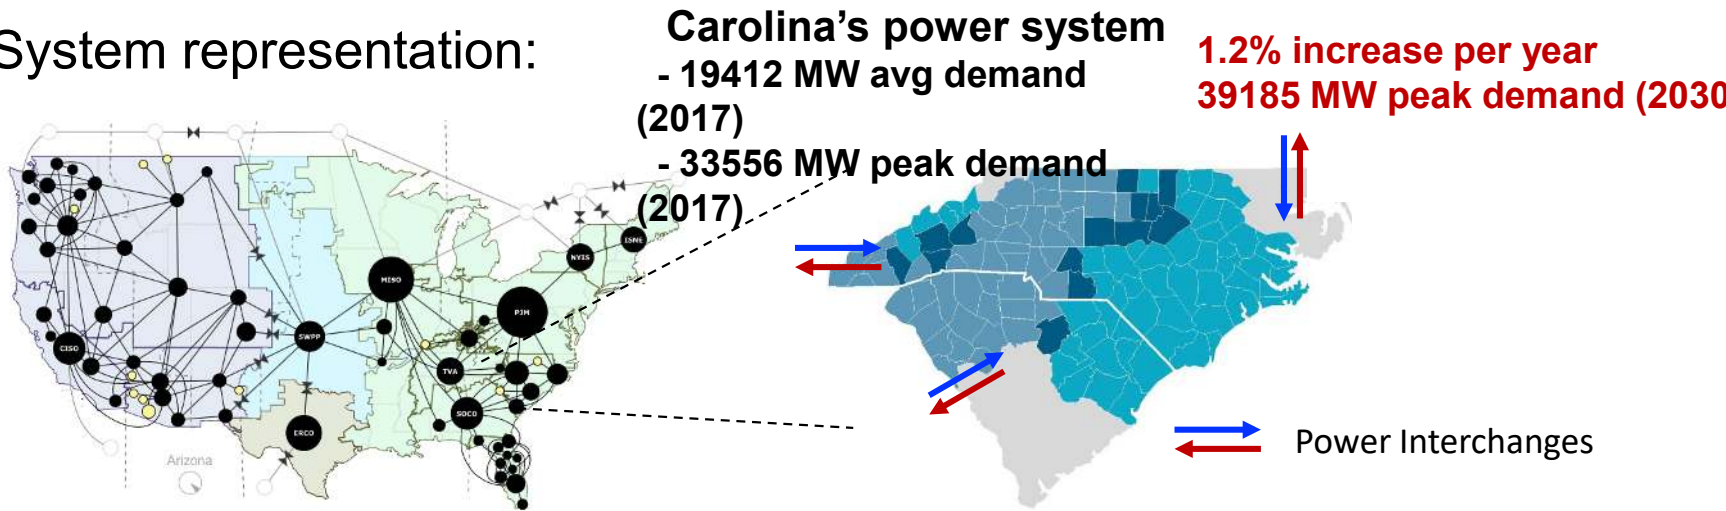 System representation:
Carolina's power system
- 19412 MW avg demand
(2017)
- 33556 MW peak demand
(2017)
1.2% increase per year
39185 MW peak demand (2030
ISNE
NYIS
MISO
PJM
SWPP
CISO
TVA
SOCO
ERCO
Arizona
Power Interchanges